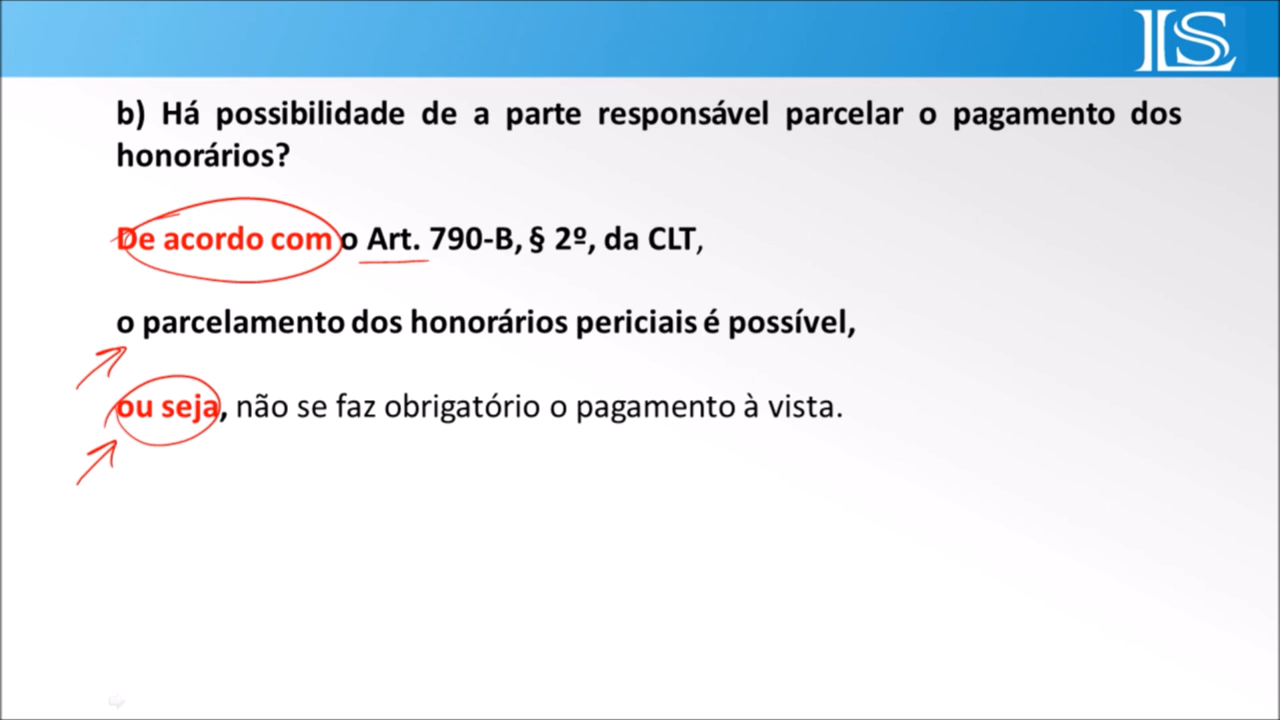 LS
b) Há possibilidade de a parte responsável parcelar o pagamento dos
honorários?
De acordo com o Art. 790-B, § 2º, da CLT,
o parcelamento dos honorários periciais é possível,
ou seja, não se faz obrigatório o pagamento à vista.